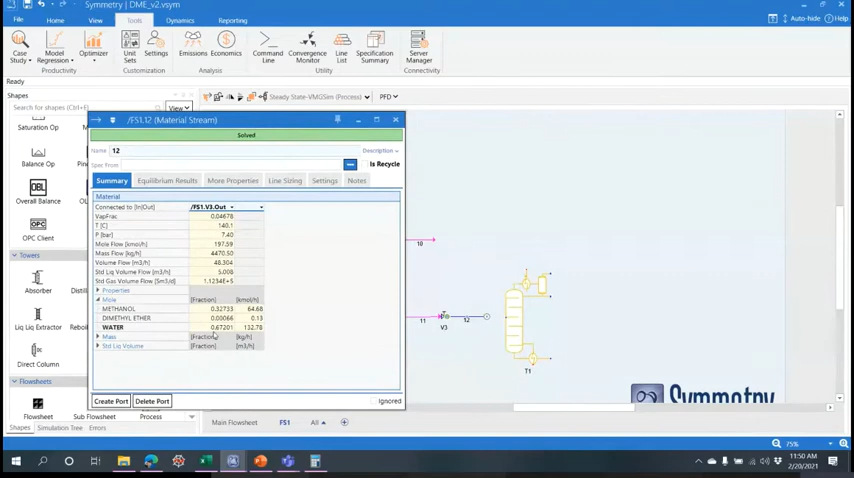 Symmetry | DME_v2.vsym
File Home View Tools Dynamics Reporting
Auto-hide Help
Case Study
Model Regression
Optimizer
Unit Sets
Settings
Emissions
Economics
Command Line
Convergence Monitor
Line List
Specification Summary
Server Manager
Productivity Customization Analysis Utility Connectivity
Ready
Shapes
Search for shapes (Ctrl+E)
View
Saturation Op
Balance Op
OBL
Overall Balance
OPC
OPC Client
Towers
Absorber
Liq Liq Extractor
Direct Column
Flowsheets
Flowsheet Sub Flowsheet Process
Shapes Simulation Tree Errors
Steady State-VMGSim (Process) PFD
/FS1.12 (Material Stream)
Solved
Name 12 Description
Spec From Is Recycle
Summary Equilibrium Results More Properties Line Sizing Settings Notes
Material
Connected to [In|Out] /FS1.V3.Out
VapFrac 0.04678
T [C] 140.1
P [bar] 7.40
Mole Flow [kmol/h] 197.59
Mass Flow [kg/h] 4470.50
Volume Flow [m3/h] 48.304
Std Liq Volume Flow [m3/h] 5.008
Std Gas Volume Flow [Sm3/d] 1.1234E+5
Properties
Mole [Fraction] [kmol/h]
METHANOL 0.32733 64.68
DIMETHYL ETHER 0.00066 0.13
WATER 0.67201 132.78
Mass [Fraction] [kg/h]
Std Liq Volume [Fraction] [m3/h]
Create Port Delete Port Ignored
10
11
V3
12
T1
Symmetry
Main Flowsheet FS1 All
75%
11:50 AM
2/20/2021